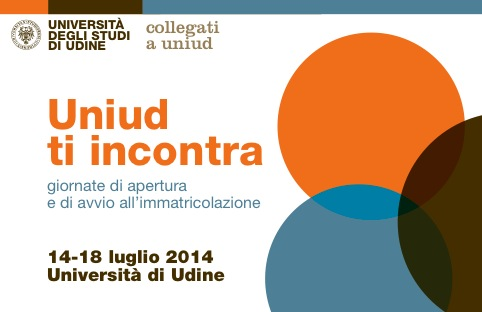 UNIVERSITÀ
DEGLI STUDI
DI UDINE
collegati
a uniud
Uniud
ti incontra
giornate di apertura
e di avvio all'immatricolazione
14-18 luglio 2014
Università di Udine